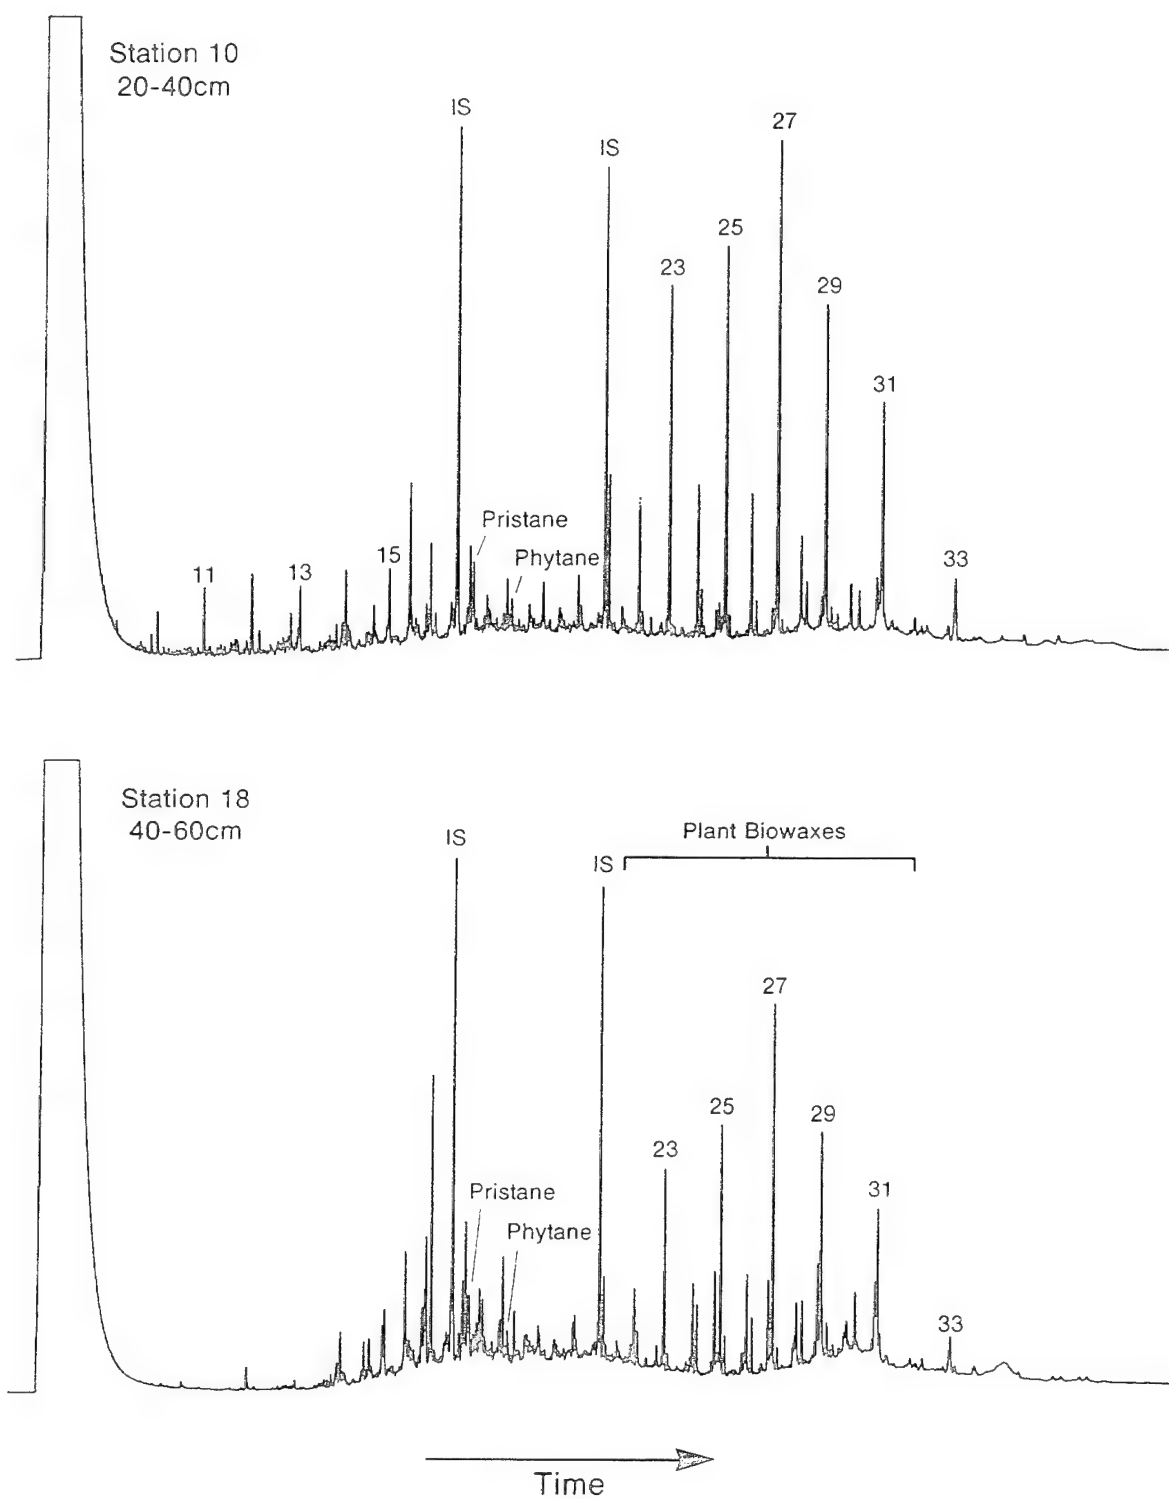 Station 10
20-40cm
IS
IS
27
25
23
29
31
Pristane
Phytane
15
13
11
33
Station 18
40-60cm
Plant Biowaxes
IS
IS
27
25
29
23
31
Pristane
Phytane
33
Time